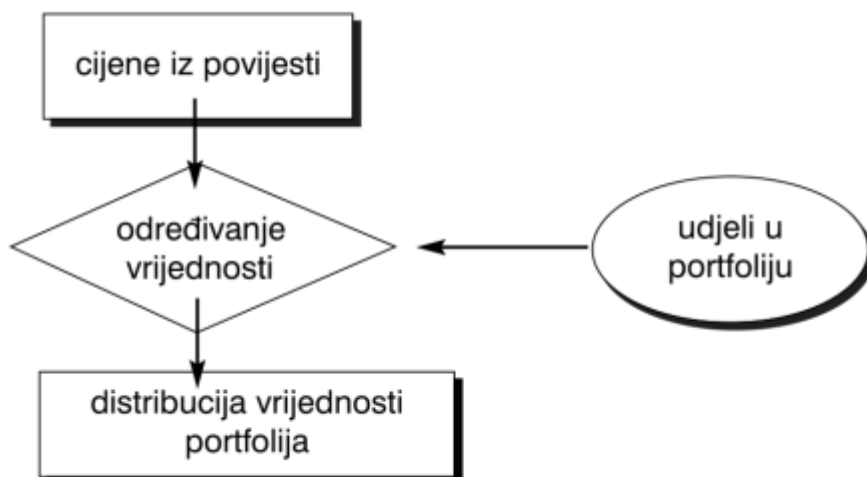 cijene iz povijesti
određivanje
vrijednosti
udjeli u
portfoliju
distribucija vrijednosti
portfolija